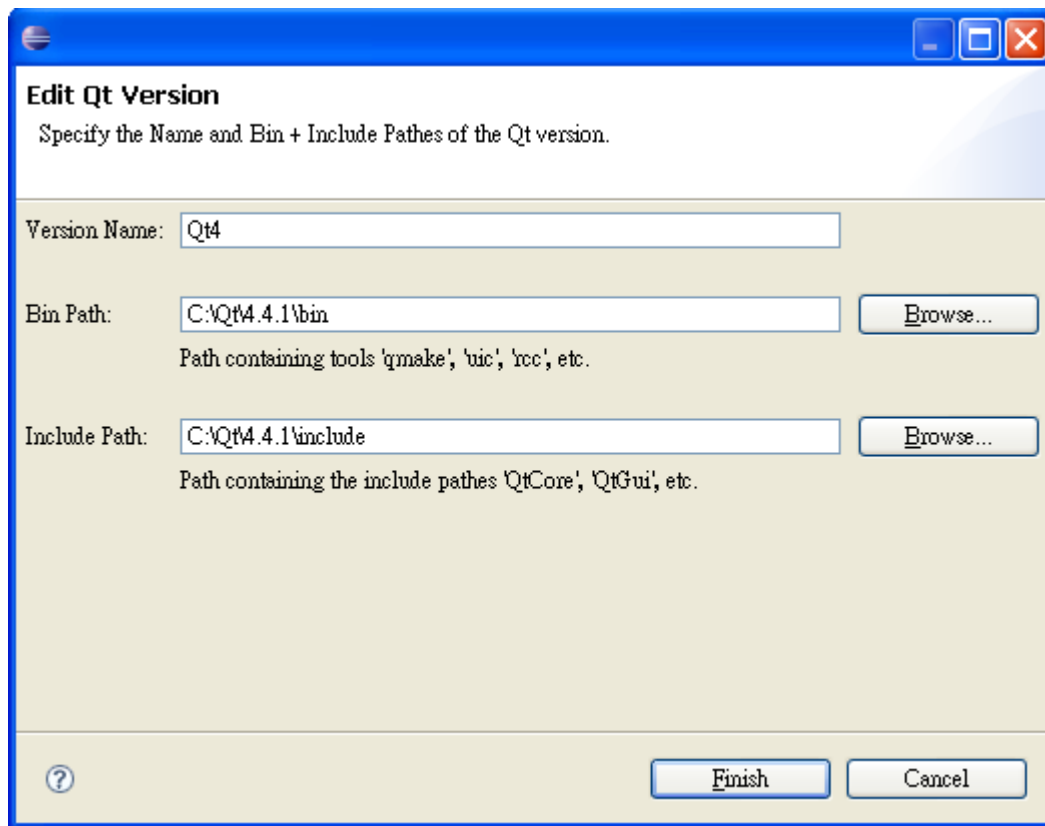 Edit Qt Version
Specify the Name and Bin + Include Pathes of the Qt version.
Version Name: Qt4
Bin Path: C:\Qt\4.4.1\bin Browse...
Path containing tools 'qmake', 'uic', 'rcc', etc.
Include Path: C:\Qt\4.4.1\include Browse...
Path containing the include pathes 'QtCore', 'QtGui', etc.
? Finish Cancel